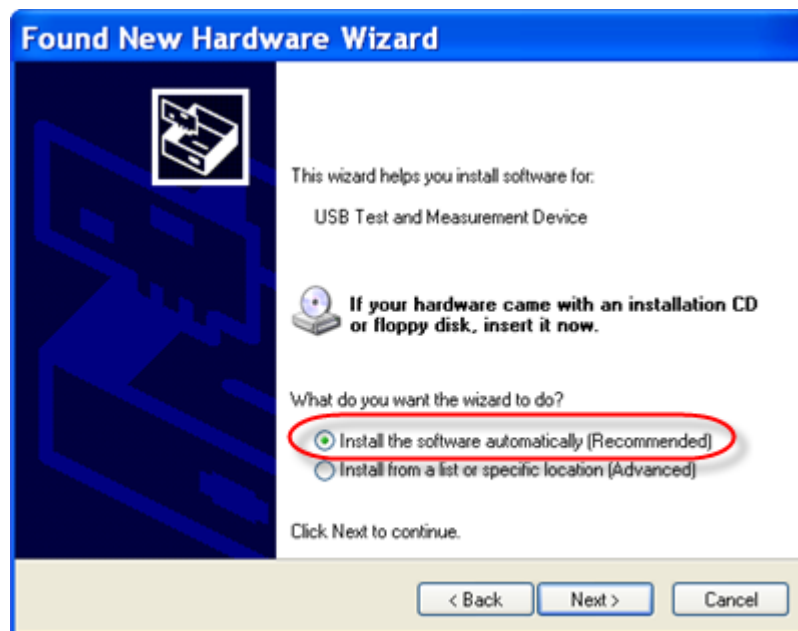 Found New Hardware Wizard
This wizard helps you install software for:
USB Test and Measurement Device
If your hardware came with an installation CD
or floppy disk, insert it now.
What do you want the wizard to do?
Install the software automatically (Recommended)
Install from a list or specific location (Advanced)
Click Next to continue.
< Back Next > Cancel